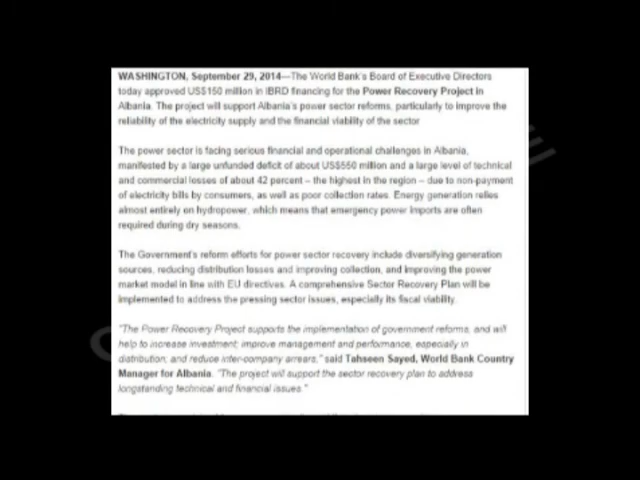 WASHINGTON, September 29, 2014—The World Bank's Board of Executive Directors
today approved US$150 million in IBRD financing for the Power Recovery Project in
Albania. The project will support Albania's power sector reforms, particularly to improve the
reliability of the electricity supply and the financial viability of the sector
The power sector is facing serious financial and operational challenges in Albania,
manifested by a large unfunded deficit of about US$550 million and a large level of technical
and commercial losses of about 42 percent – the highest in the region – due to non-payment
of electricity bills by consumers, as well as poor collection rates. Energy generation relies
almost entirely on hydropower, which means that emergency power imports are often
required during dry seasons.
The Government's reform efforts for power sector recovery include diversifying generation
sources, reducing distribution losses and improving collection, and improving the power
market model in line with EU directives. A comprehensive Sector Recovery Plan will be
implemented to address the pressing sector issues, especially its fiscal viability.
"The Power Recovery Project supports the implementation of government reforms, and will
help to increase investment; improve management and performance, especially in
distribution; and reduce inter-company arrears," said Tahseen Sayed, World Bank Country
Manager for Albania. "The project will support the sector recovery plan to address
longstanding technical and financial issues."